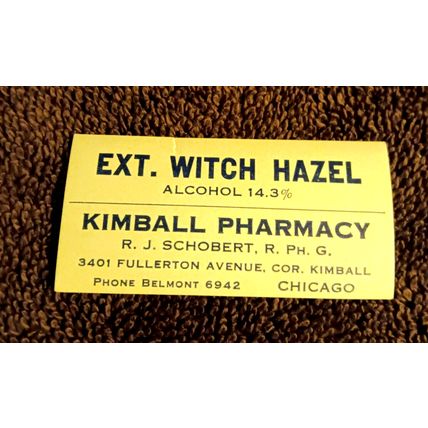 EXT. WITCH HAZEL
ALCOHOL 14.3%
KIMBALL PHARMACY
R. J. SCHOBERT, R. PH. G.
3401 FULLERTON AVENUE, COR. KIMBALL
PHONE BELMONT 6942 CHICAGO